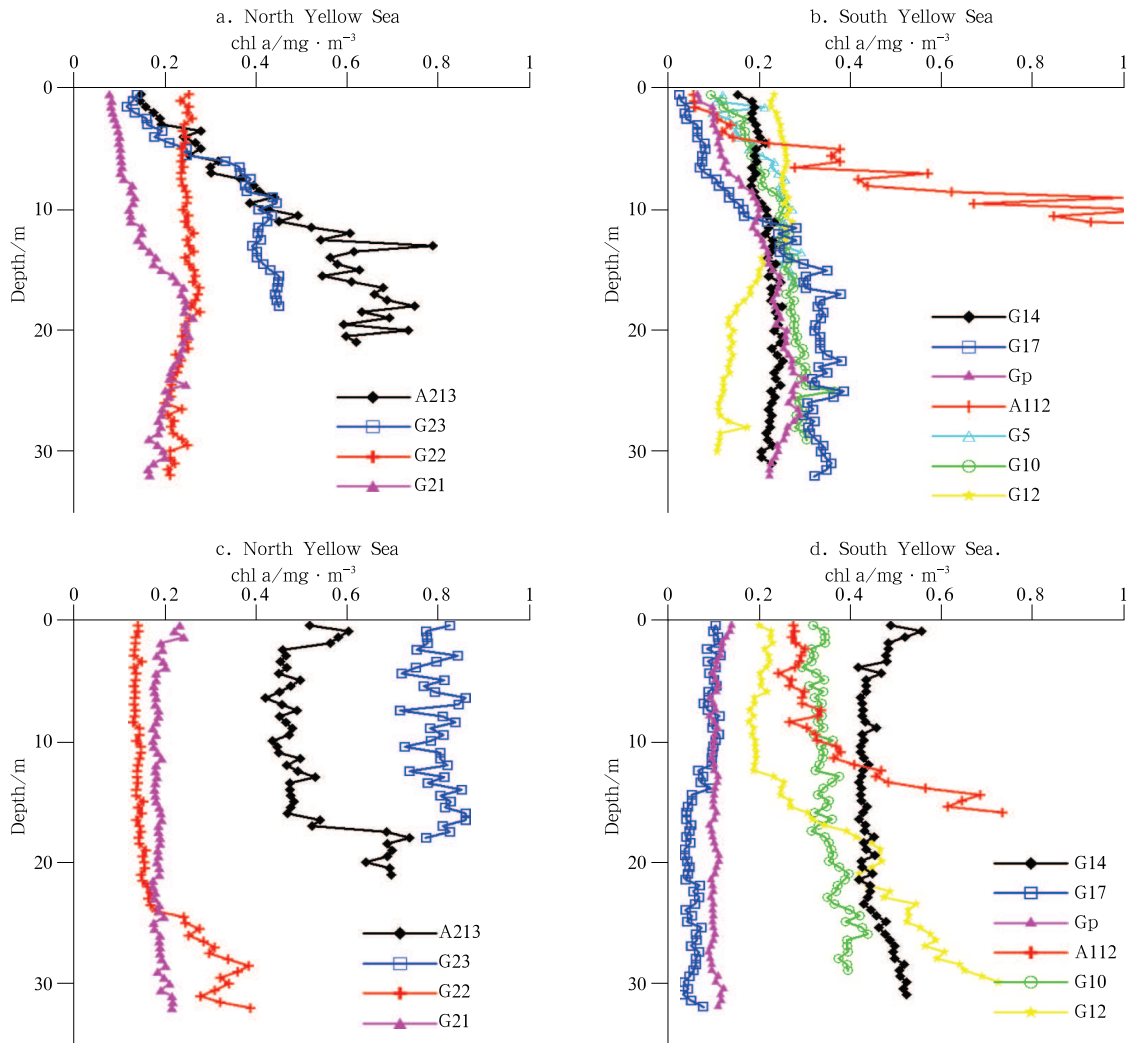 a. North Yellow Sea
chl a/mg · m⁻³
0 0.2 0.4 0.6 0.8 1
0
10
20
30
Depth/m
A213
G23
G22
G21
b. South Yellow Sea
chl a/mg · m⁻³
0 0.2 0.4 0.6 0.8 1
0
10
20
30
Depth/m
G14
G17
Gp
A112
G5
G10
G12
c. North Yellow Sea
chl a/mg · m⁻³
0 0.2 0.4 0.6 0.8 1
0
10
20
30
Depth/m
A213
G23
G22
G21
d. South Yellow Sea.
chl a/mg · m⁻³
0 0.2 0.4 0.6 0.8 1
0
10
20
30
Depth/m
G14
G17
Gp
A112
G10
G12